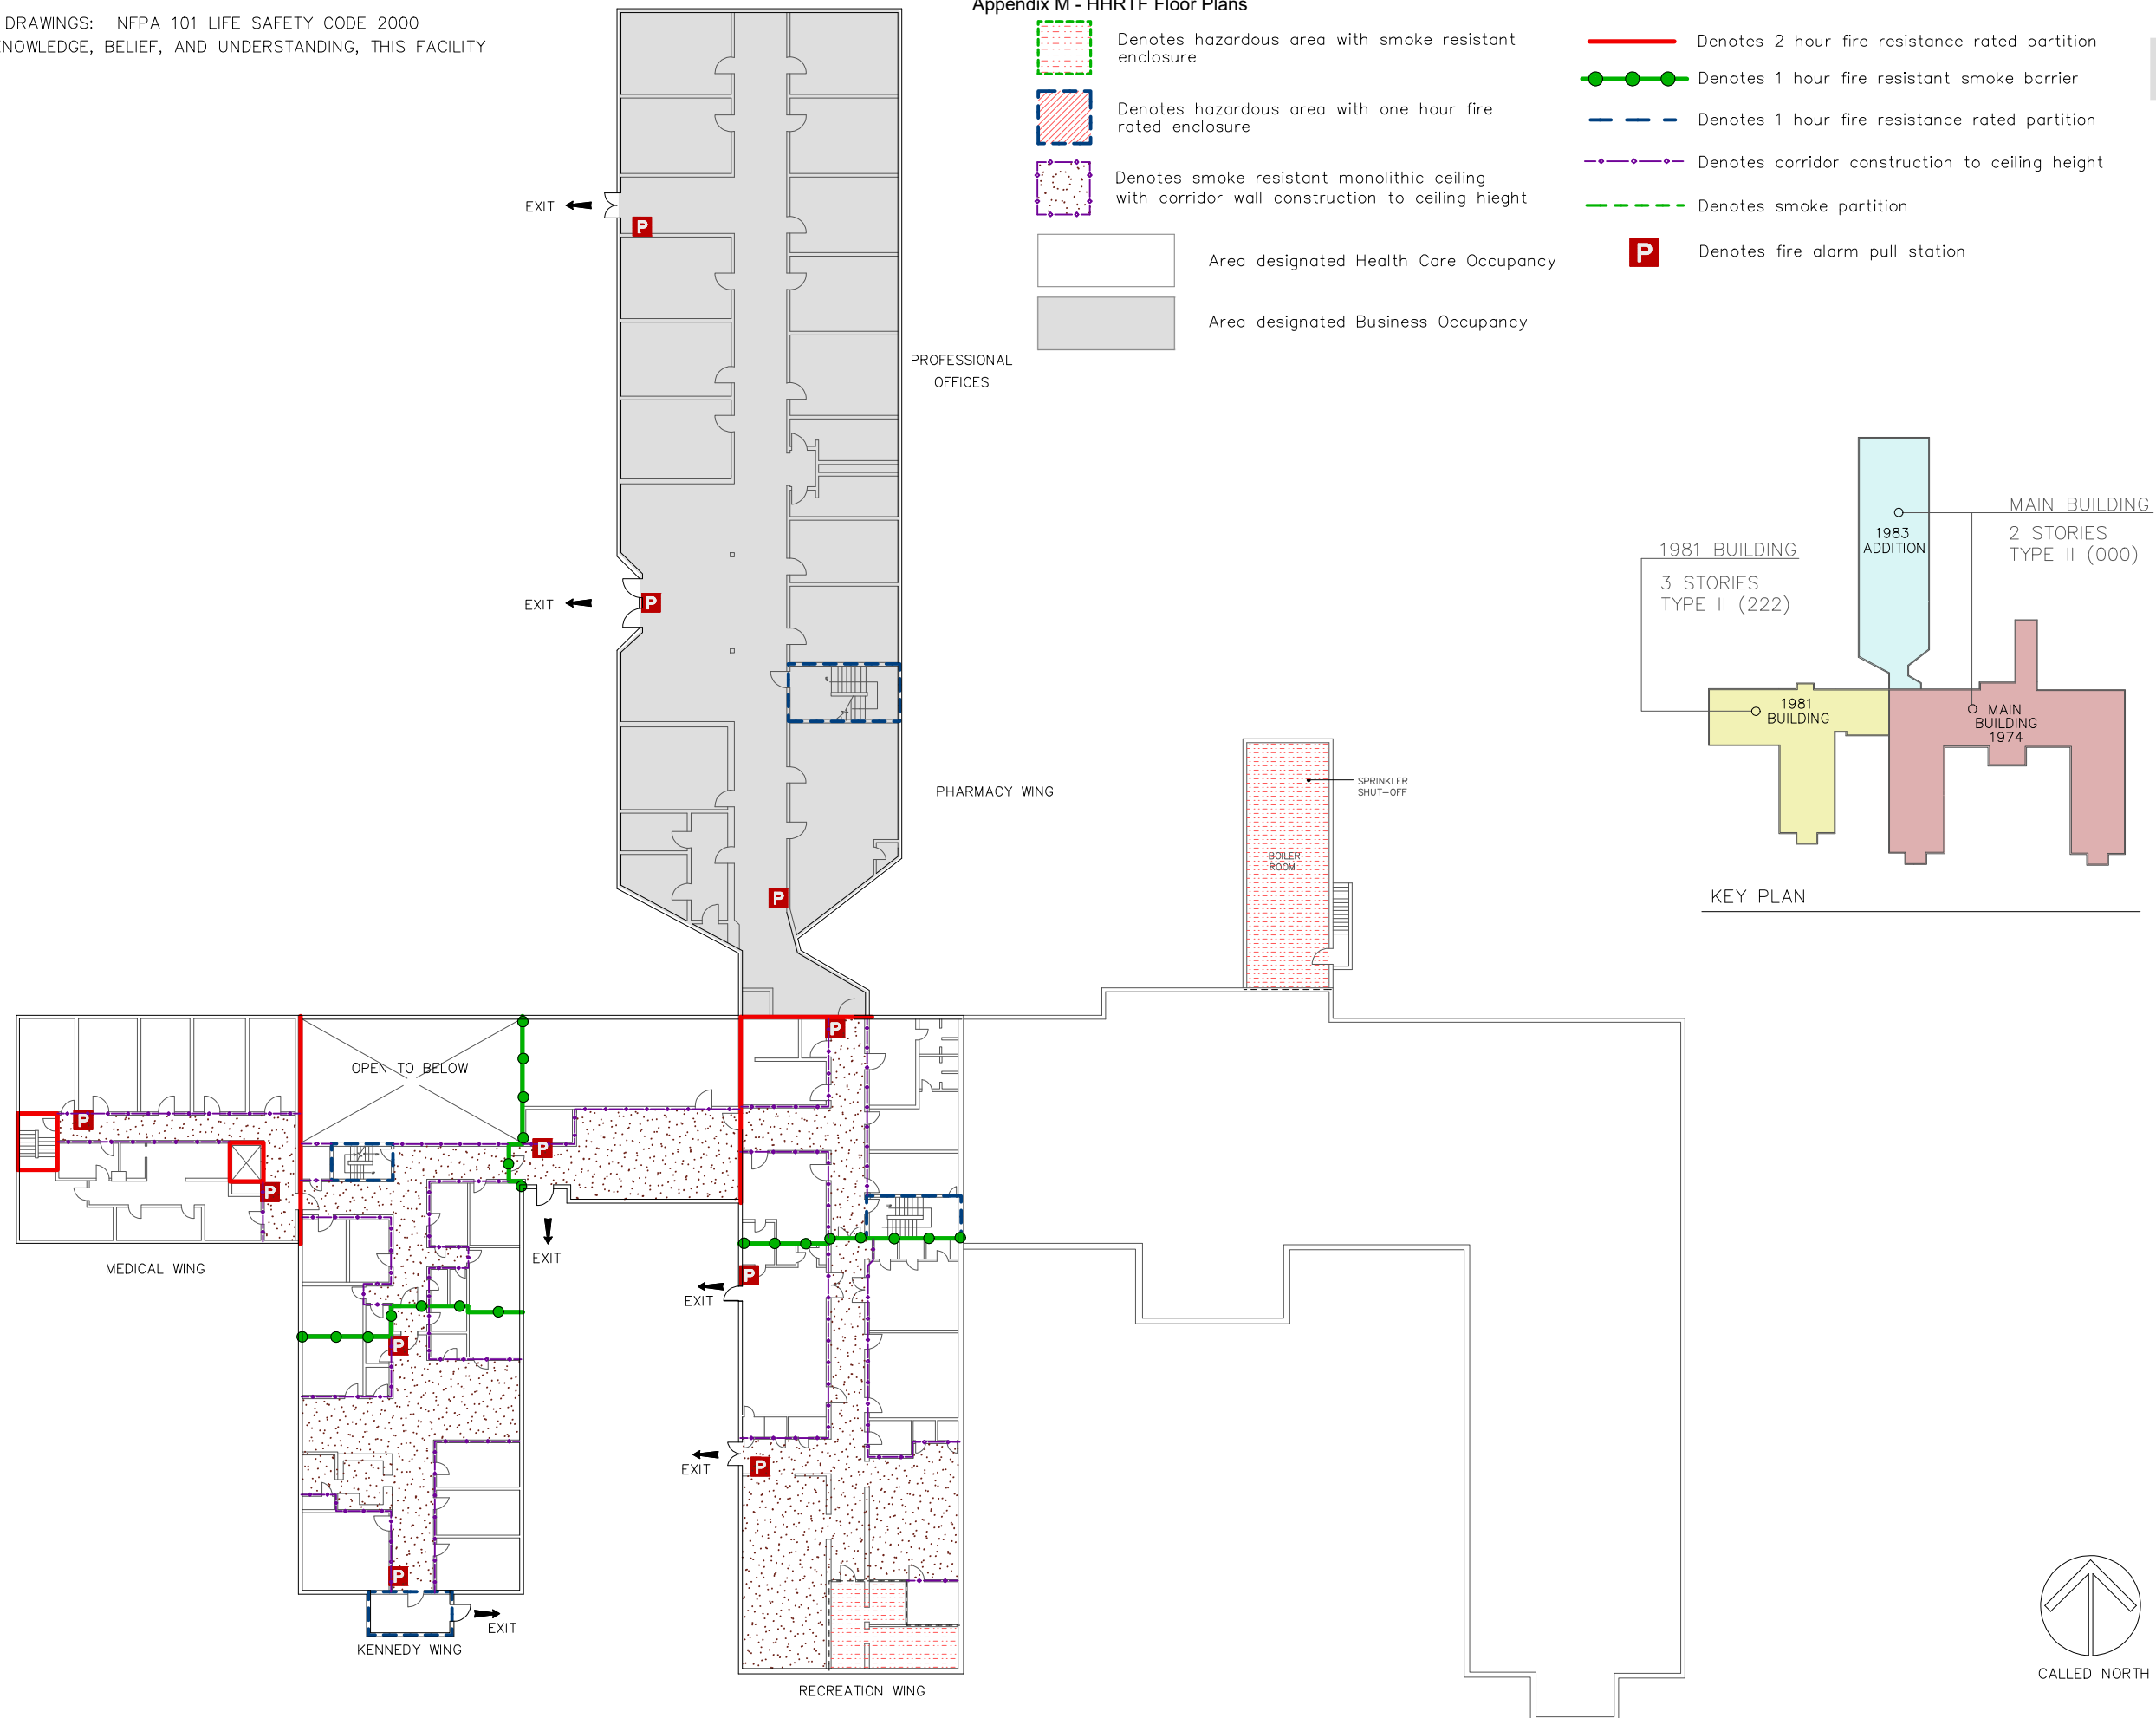 Appendix M - HHRTF Floor Plans
DRAWINGS: NFPA 101 LIFE SAFETY CODE 2000
KNOWLEDGE, BELIEF, AND UNDERSTANDING, THIS FACILITY
Denotes hazardous area with smoke resistant
enclosure
Denotes hazardous area with one hour fire
rated enclosure
Denotes smoke resistant monolithic ceiling
with corridor wall construction to ceiling hieght
Area designated Health Care Occupancy
Area designated Business Occupancy
Denotes 2 hour fire resistance rated partition
Denotes 1 hour fire resistant smoke barrier
Denotes 1 hour fire resistance rated partition
Denotes corridor construction to ceiling height
Denotes smoke partition
P
Denotes fire alarm pull station
EXIT
P
PROFESSIONAL
OFFICES
EXIT
P
PHARMACY WING
P
SPRINKLER
SHUT-OFF
BOILER
ROOM
1981 BUILDING
3 STORIES
TYPE II (222)
1983
ADDITION
MAIN BUILDING
2 STORIES
TYPE II (000)
1981
BUILDING
MAIN
BUILDING
1974
KEY PLAN
OPEN TO BELOW
P
P
P
P
MEDICAL WING
EXIT
P
EXIT
P
EXIT
P
P
EXIT
KENNEDY WING
RECREATION WING
CALLED NORTH